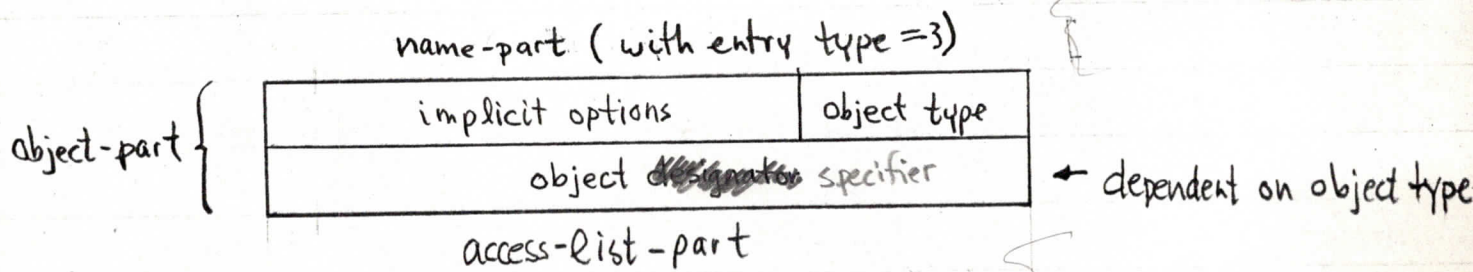 name-part (with entry type =3)
implicit options object type
object-part
object designator specifier ← dependent on object type
access-list-part